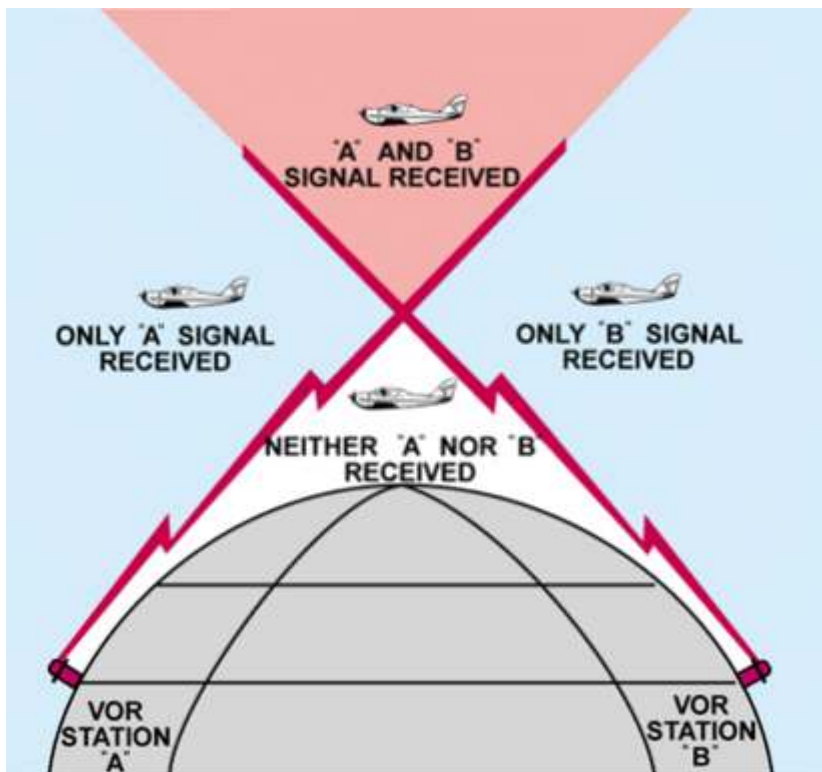 "A" AND "B"
SIGNAL RECEIVED
ONLY "A" SIGNAL
RECEIVED
ONLY "B" SIGNAL
RECEIVED
NEITHER "A" NOR "B"
RECEIVED
VOR
STATION
"A"
VOR
STATION
"B"